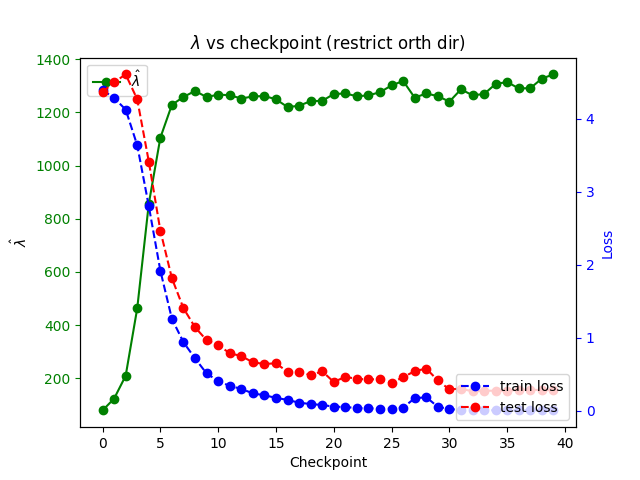 λ vs checkpoint (restrict orth dir)
λ̂
1400
1200
1000
800
600
400
200
λ̂
4
3
2
1
0
Loss
train loss
test loss
0 5 10 15 20 25 30 35 40
Checkpoint